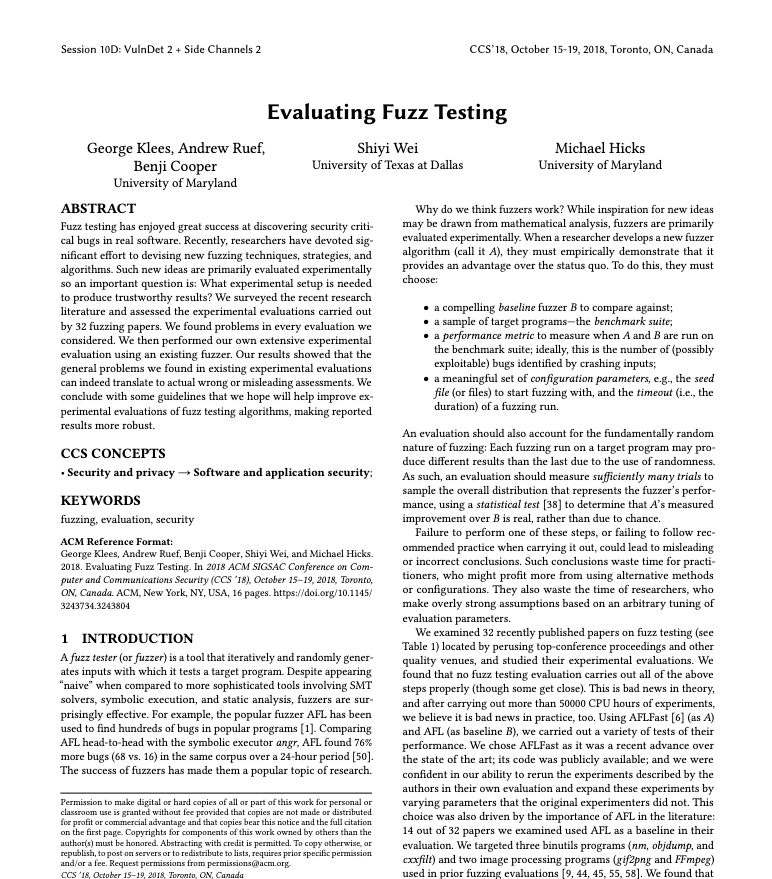 Session 10D: VulnDet 2 + Side Channels 2
CCS'18, October 15-19, 2018, Toronto, ON, Canada
Evaluating Fuzz Testing
George Klees, Andrew Ruef,
Benji Cooper
University of Maryland
Shiyi Wei
University of Texas at Dallas
Michael Hicks
University of Maryland
ABSTRACT
Fuzz testing has enjoyed great success at discovering security criti-
cal bugs in real software. Recently, researchers have devoted sig-
nificant effort to devising new fuzzing techniques, strategies, and
algorithms. Such new ideas are primarily evaluated experimentally
so an important question is: What experimental setup is needed
to produce trustworthy results? We surveyed the recent research
literature and assessed the experimental evaluations carried out
by 32 fuzzing papers. We found problems in every evaluation we
considered. We then performed our own extensive experimental
evaluation using an existing fuzzer. Our results showed that the
general problems we found in existing experimental evaluations
can indeed translate to actual wrong or misleading assessments. We
conclude with some guidelines that we hope will help improve ex-
perimental evaluations of fuzz testing algorithms, making reported
results more robust.
CCS CONCEPTS
• Security and privacy → Software and application security;
KEYWORDS
fuzzing, evaluation, security
ACM Reference Format:
George Klees, Andrew Ruef, Benji Cooper, Shiyi Wei, and Michael Hicks.
2018. Evaluating Fuzz Testing. In 2018 ACM SIGSAC Conference on Com-
puter and Communications Security (CCS '18), October 15–19, 2018, Toronto,
ON, Canada. ACM, New York, NY, USA, 16 pages. https://doi.org/10.1145/
3243734.3243804
1 INTRODUCTION
A fuzz tester (or fuzzer) is a tool that iteratively and randomly gener-
ates inputs with which it tests a target program. Despite appearing
“naive” when compared to more sophisticated tools involving SMT
solvers, symbolic execution, and static analysis, fuzzers are sur-
prisingly effective. For example, the popular fuzzer AFL has been
used to find hundreds of bugs in popular programs [1]. Comparing
AFL head-to-head with the symbolic executor angr, AFL found 76%
more bugs (68 vs. 16) in the same corpus over a 24-hour period [50].
The success of fuzzers has made them a popular topic of research.
Permission to make digital or hard copies of all or part of this work for personal or
classroom use is granted without fee provided that copies are not made or distributed
for profit or commercial advantage and that copies bear this notice and the full citation
on the first page. Copyrights for components of this work owned by others than the
author(s) must be honored. Abstracting with credit is permitted. To copy otherwise, or
republish, to post on servers or to redistribute to lists, requires prior specific permission
and/or a fee. Request permissions from permissions@acm.org.
CCS '18, October 15–19, 2018, Toronto, ON, Canada
Why do we think fuzzers work? While inspiration for new ideas
may be drawn from mathematical analysis, fuzzers are primarily
evaluated experimentally. When a researcher develops a new fuzzer
algorithm (call it A), they must empirically demonstrate that it
provides an advantage over the status quo. To do this, they must
choose:
• a compelling baseline fuzzer B to compare against;
• a sample of target programs—the benchmark suite;
• a performance metric to measure when A and B are run on
the benchmark suite; ideally, this is the number of (possibly
exploitable) bugs identified by crashing inputs;
• a meaningful set of configuration parameters, e.g., the seed
file (or files) to start fuzzing with, and the timeout (i.e., the
duration) of a fuzzing run.
An evaluation should also account for the fundamentally random
nature of fuzzing: Each fuzzing run on a target program may pro-
duce different results than the last due to the use of randomness.
As such, an evaluation should measure sufficiently many trials to
sample the overall distribution that represents the fuzzer's perfor-
mance, using a statistical test [38] to determine that A's measured
improvement over B is real, rather than due to chance.
Failure to perform one of these steps, or failing to follow rec-
ommended practice when carrying it out, could lead to misleading
or incorrect conclusions. Such conclusions waste time for practi-
tioners, who might profit more from using alternative methods
or configurations. They also waste the time of researchers, who
make overly strong assumptions based on an arbitrary tuning of
evaluation parameters.
We examined 32 recently published papers on fuzz testing (see
Table 1) located by perusing top-conference proceedings and other
quality venues, and studied their experimental evaluations. We
found that no fuzz testing evaluation carries out all of the above
steps properly (though some get close). This is bad news in theory,
and after carrying out more than 50000 CPU hours of experiments,
we believe it is bad news in practice, too. Using AFLFast [6] (as A)
and AFL (as baseline B), we carried out a variety of tests of their
performance. We chose AFLFast as it was a recent advance over
the state of the art; its code was publicly available; and we were
confident in our ability to rerun the experiments described by the
authors in their own evaluation and expand these experiments by
varying parameters that the original experimenters did not. This
choice was also driven by the importance of AFL in the literature:
14 out of 32 papers we examined used AFL as a baseline in their
evaluation. We targeted three binutils programs (nm, objdump, and
cxxfilt) and two image processing programs (gif2png and FFmpeg)
used in prior fuzzing evaluations [9, 44, 45, 55, 58]. We found that